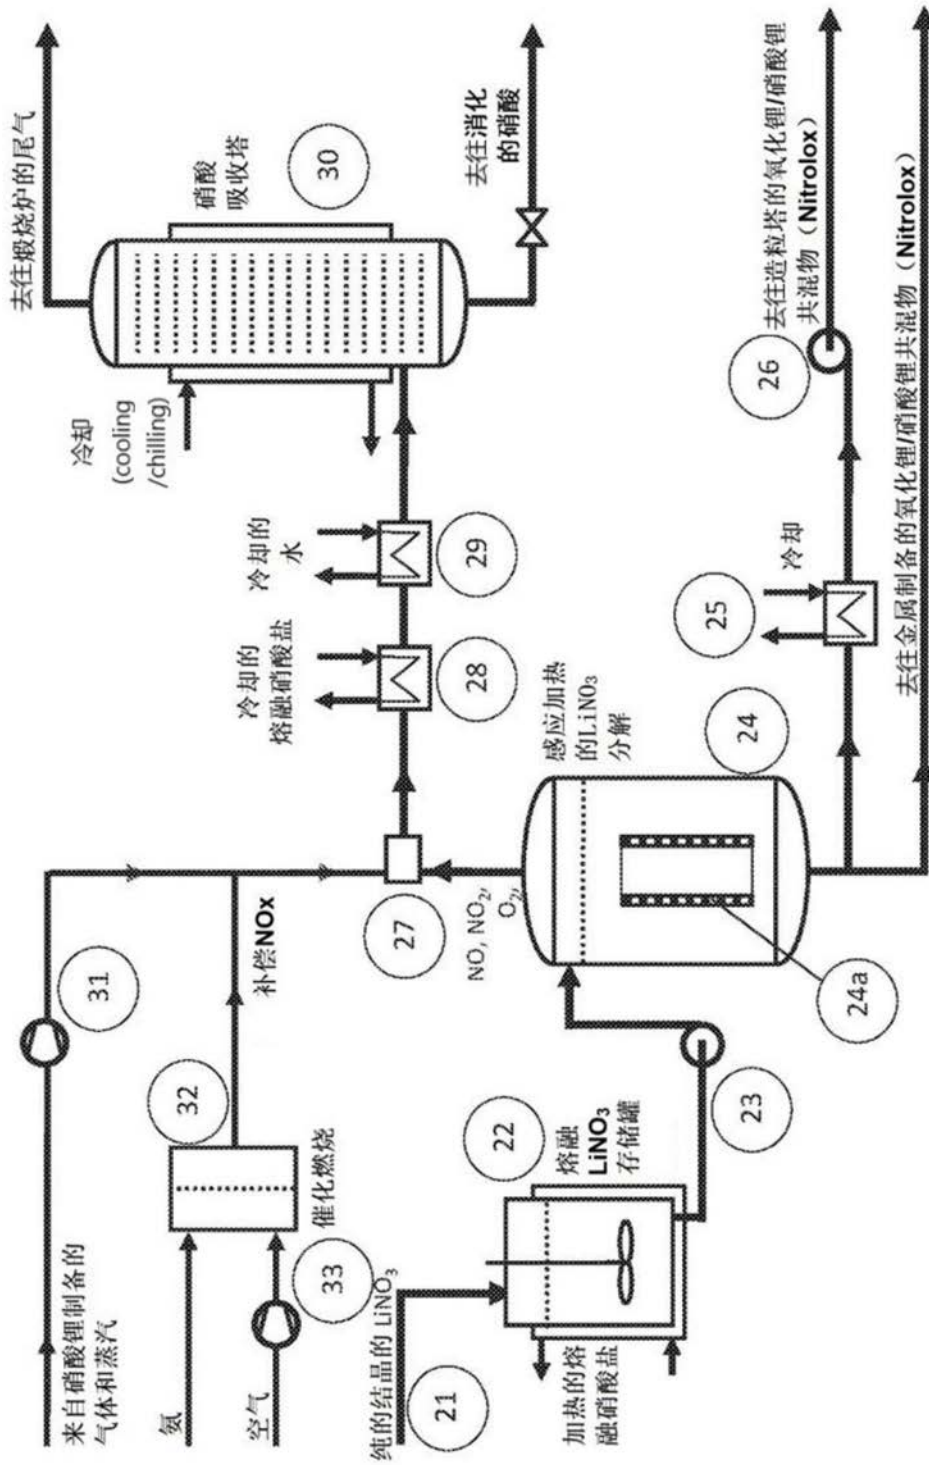 去往煅烧炉的尾气
硝酸
吸收塔
30
去往消化
的硝酸
冷却
(cooling
/chilling)
冷却的
水
29
冷却的
熔融硝酸盐
28
27
NO, NO₂,
O₂,
补偿NOx
31
32
催化燃烧
33
来自硝酸锂制备的
气体和蒸汽
氨
空气
纯的结晶的 LiNO₃
21
加热的熔
融硝酸盐
22
熔融
LiNO₃
存储罐
23
感应加热
的LiNO₃
分解
24
24a
25
冷却
26
去往造粒塔的氧化锂/硝酸锂
共混物（Nitrolox）
去往金属制备的氧化锂/硝酸锂共混物（Nitrolox）